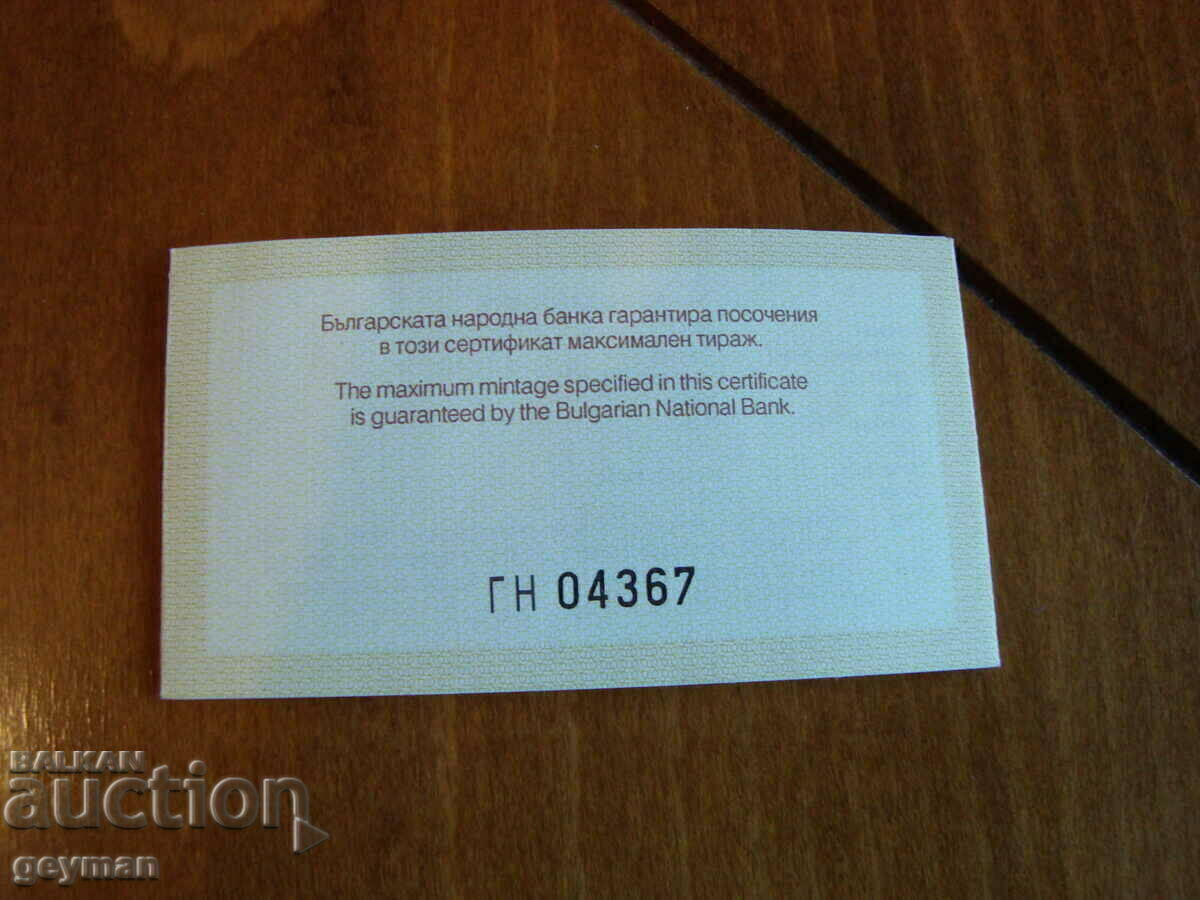 Българската народна банка гарантира посочения
в този сертификат максимален тираж.
The maximum mintage specified in this certificate
is guaranteed by the Bulgarian National Bank.
ГН 04367
BALKAN
auction
geyman